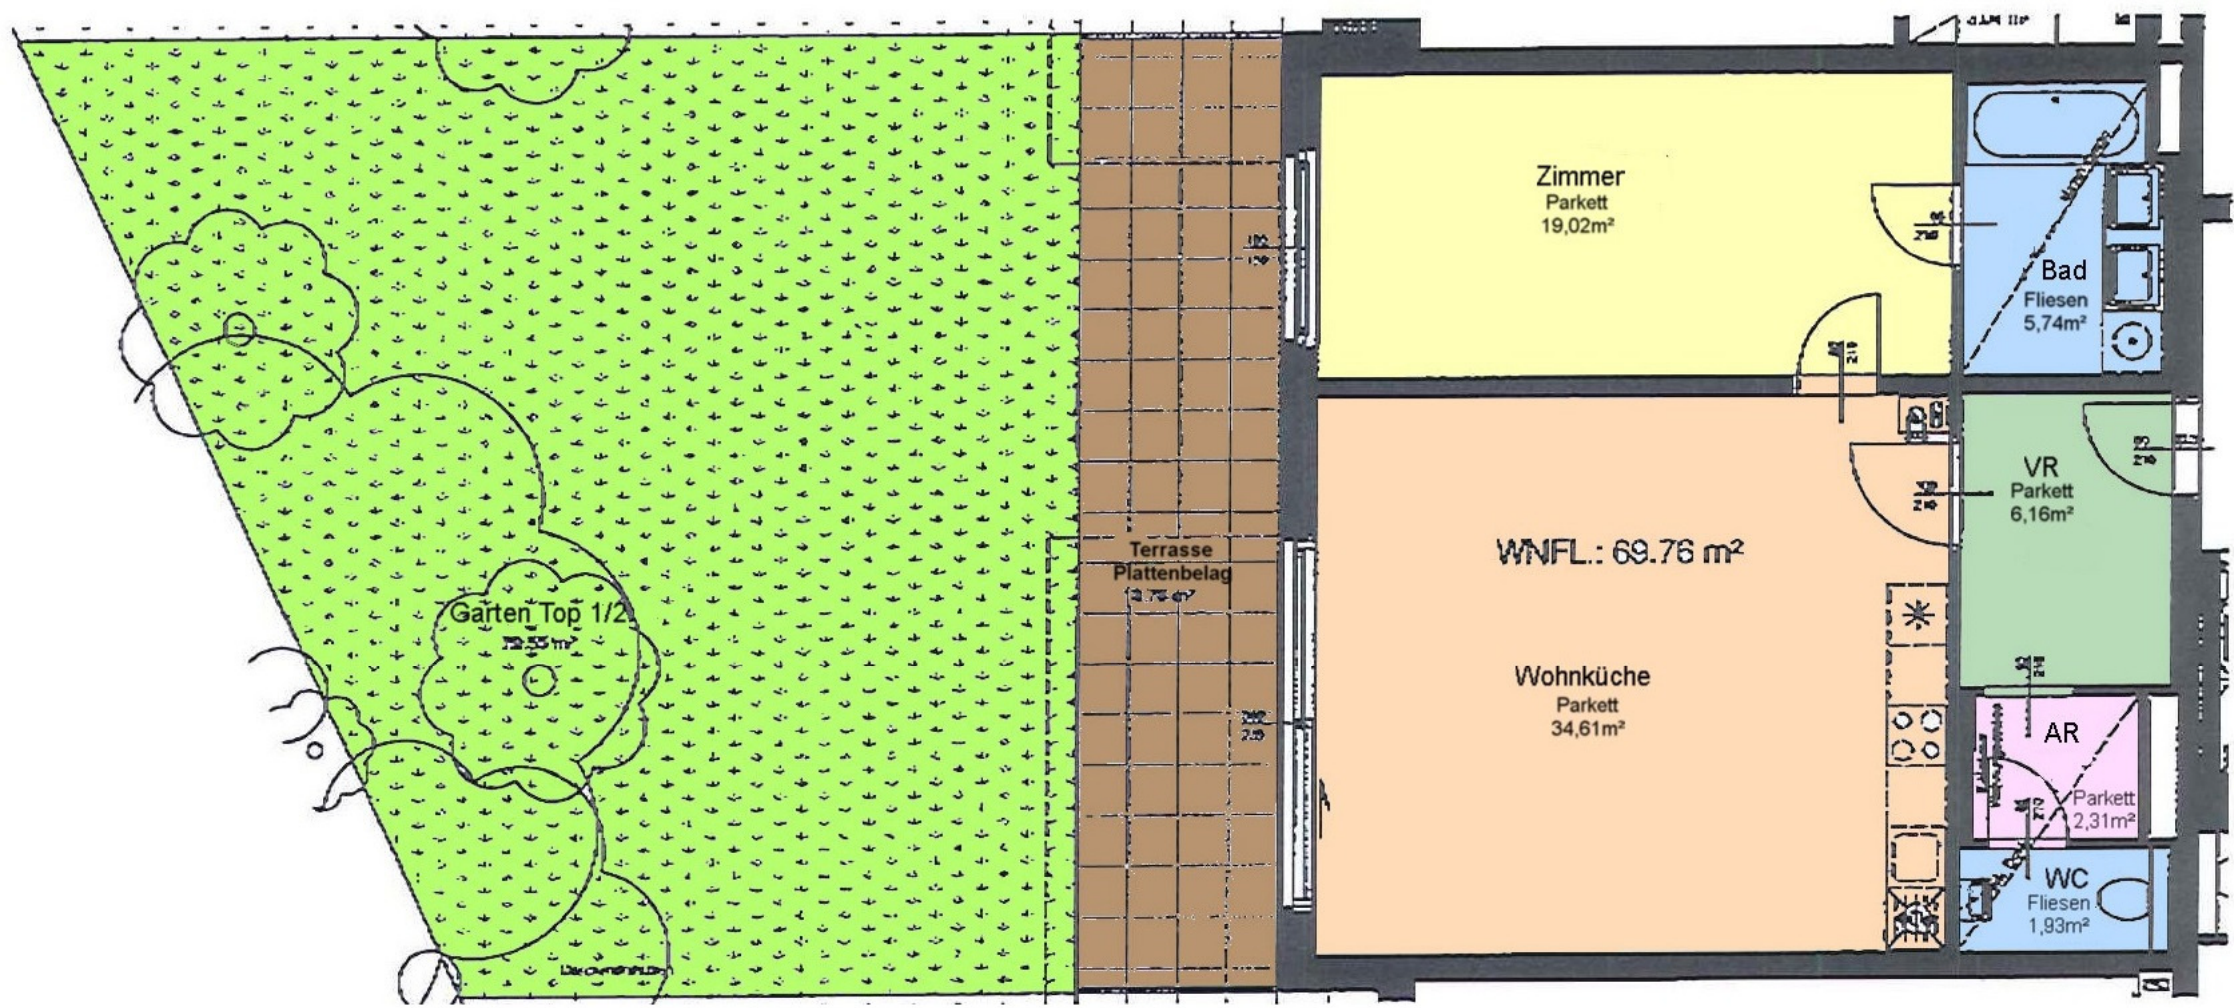 Zimmer
Parkett
19,02m²
Bad
Fliesen
5,74m²
VR
Parkett
6,16m²
WNFL.: 69.76 m²
Terrasse
Plattenbelag
Garten Top 1/2
Wohnküche
Parkett
34,61m²
AR
Parkett
2,31m²
WC
Fliesen
1,93m²